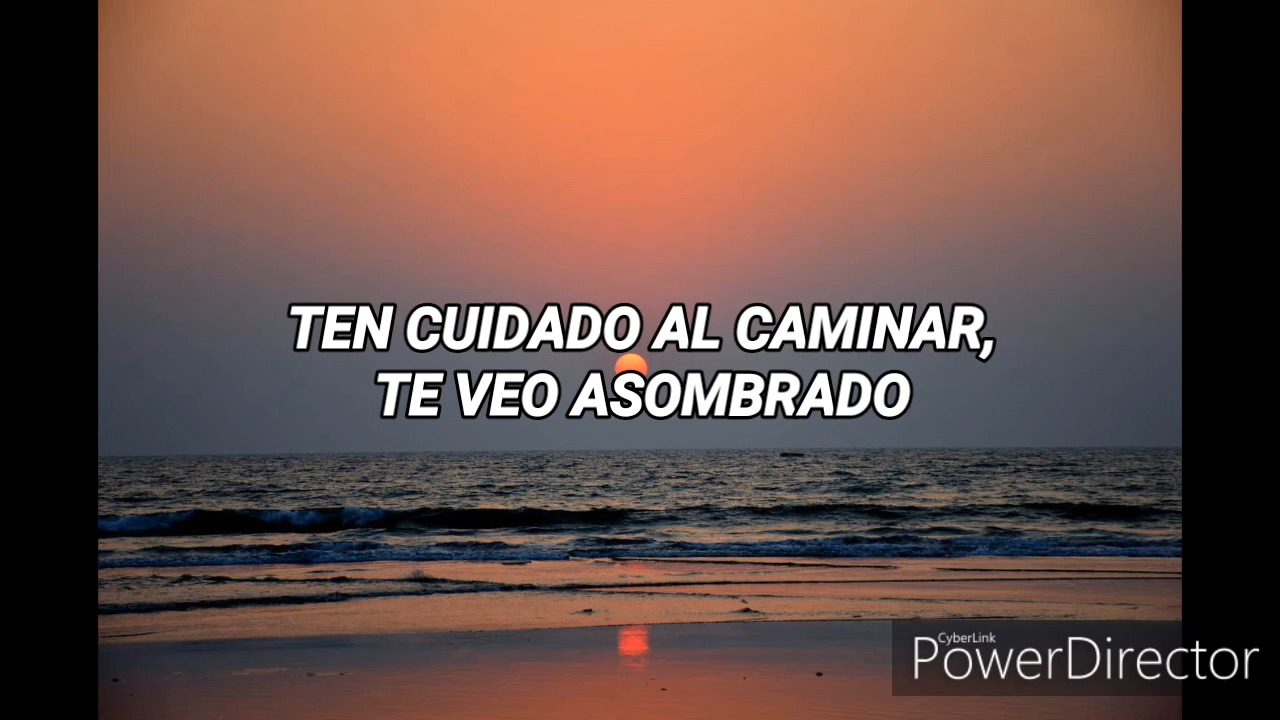 TEN CUIDADO AL CAMINAR,
TE VEO ASOMBRADO
CyberLink
PowerDirector